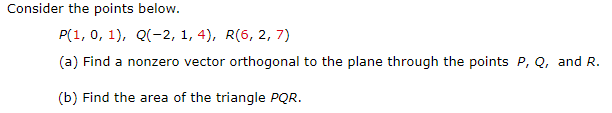 Consider the points below.
P(1, 0, 1), Q(−2, 1, 4), R(6, 2, 7)
(a) Find a nonzero vector orthogonal to the plane through the points P, Q, and R.
(b) Find the area of the triangle PQR.